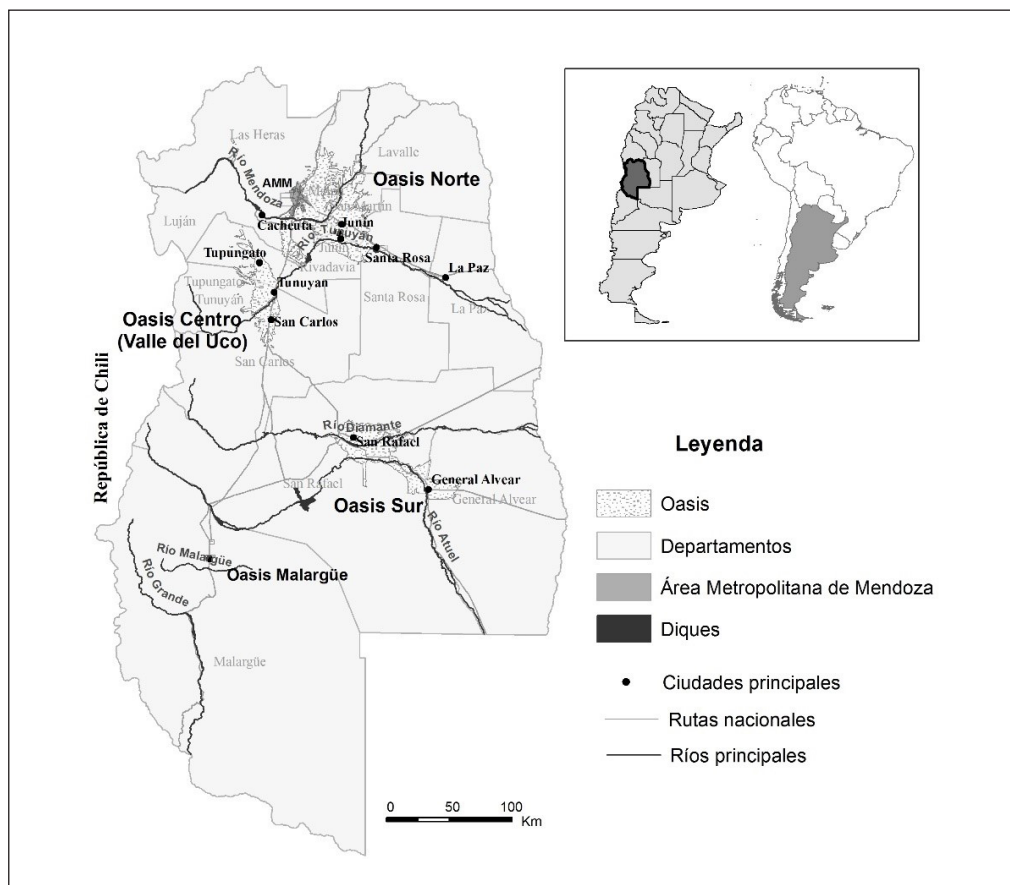 Las Heras
Lavalle
Río Mendoza
AMM
Oasis Norte
San Martín
Luján
Cacheuta
Junín
Río Tunuyán
Junín
Santa Rosa
Tupungato
Rivadavia
La Paz
Tupungato
Tunuyán
Tunuyán
Santa Rosa
La Paz
Oasis Centro
(Valle del Uco)
San Carlos
San Carlos
República de Chili
Río Diamante
San Rafael
San Rafael
General Alvear
General Alvear
Oasis Sur
Río Atuel
Río Malargüe
Oasis Malargüe
Río Grande
Malargüe
0 50 100
Km
Leyenda
Oasis
Departamentos
Área Metropolitana de Mendoza
Diques
Ciudades principales
Rutas nacionales
Ríos principales